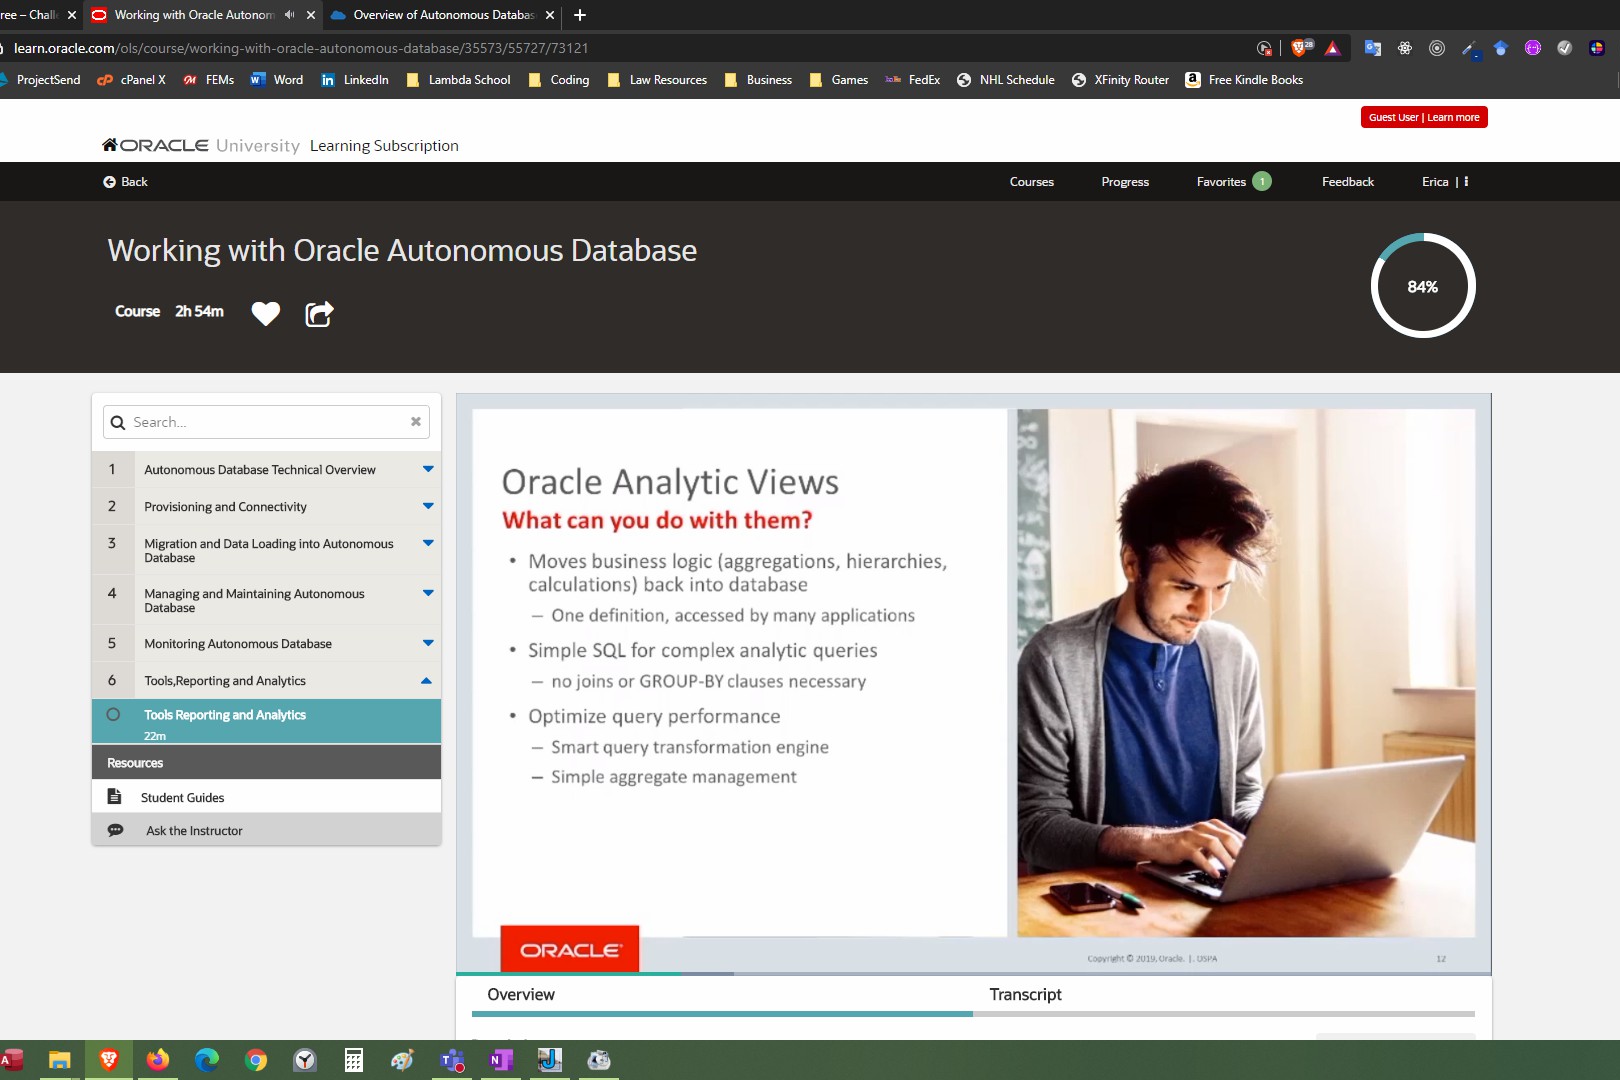 ree – Chall
Working with Oracle Autonom
Overview of Autonomous Databas
learn.oracle.com/ols/course/working-with-oracle-autonomous-database/35573/55727/73121
28
ProjectSend
cPanel X
FEMs
Word
LinkedIn
Lambda School
Coding
Law Resources
Business
Games
FedEx
NHL Schedule
XFinity Router
Free Kindle Books
Guest User | Learn more
ORACLE University Learning Subscription
Back
Courses
Progress
Favorites 1
Feedback
Erica |
Working with Oracle Autonomous Database
Course 2h 54m
84%
Search...
1 Autonomous Database Technical Overview
2 Provisioning and Connectivity
3 Migration and Data Loading into Autonomous
Database
4 Managing and Maintaining Autonomous
Database
5 Monitoring Autonomous Database
6 Tools,Reporting and Analytics
Tools Reporting and Analytics
22m
Resources
Student Guides
Ask the Instructor
Oracle Analytic Views
What can you do with them?
• Moves business logic (aggregations, hierarchies,
calculations) back into database
– One definition, accessed by many applications
• Simple SQL for complex analytic queries
– no joins or GROUP-BY clauses necessary
• Optimize query performance
– Smart query transformation engine
– Simple aggregate management
ORACLE
Copyright © 2019, Oracle. | . USPA
12
Overview
Transcript